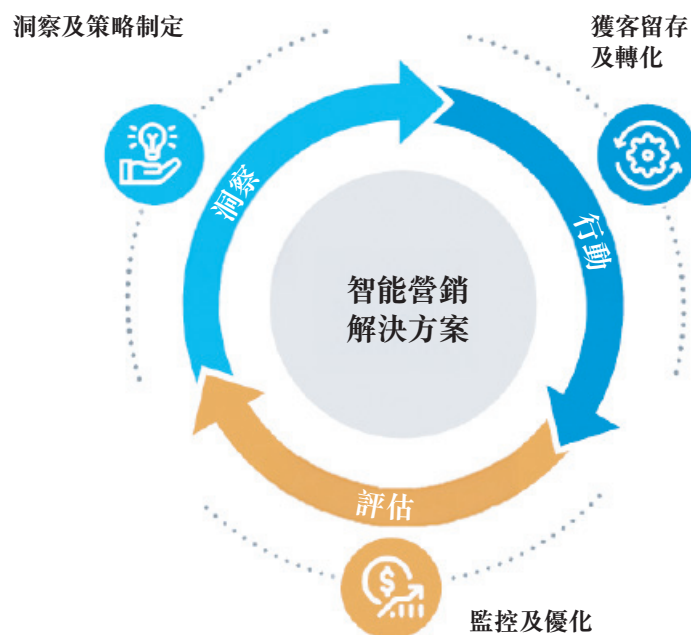 洞察及策略制定
獲客留存
及轉化
洞察
行動
智能營銷
解決方案
評估
監控及優化